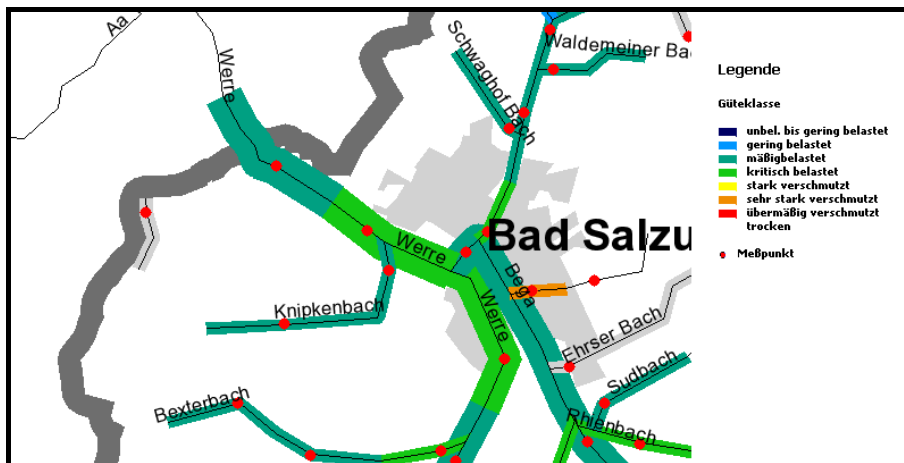 Aa
Werre
Schwaghof Bach
Waldemeiner Bac
Bad Salzu
Werre
Bega
Werre
Knipkenbach
Ehrser Bach
Sudbach
Bexterbach
Rhienbach
Legende
Güteklasse
unbel. bis gering belastet
gering belastet
mäßigbelastet
kritisch belastet
stark verschmutzt
sehr stark verschmutzt
übermäßig verschmutzt
trocken
Meßpunkt